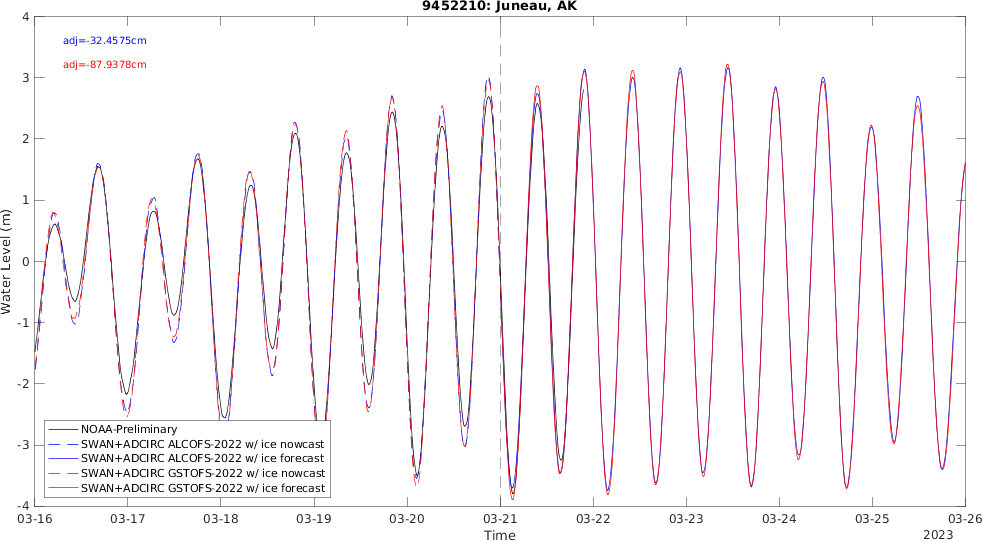 9452210: Juneau, AK
adj=-32.4575cm
adj=-87.9378cm
Water Level (m)
4
3
2
1
0
-1
-2
-3
-4
NOAA-Preliminary
SWAN+ADCIRC ALCOFS-2022 w/ ice nowcast
SWAN+ADCIRC ALCOFS-2022 w/ ice forecast
SWAN+ADCIRC GSTOFS-2022 w/ ice nowcast
SWAN+ADCIRC GSTOFS-2022 w/ ice forecast
03-16 03-17 03-18 03-19 03-20 03-21 03-22 03-23 03-24 03-25 03-26
Time
2023